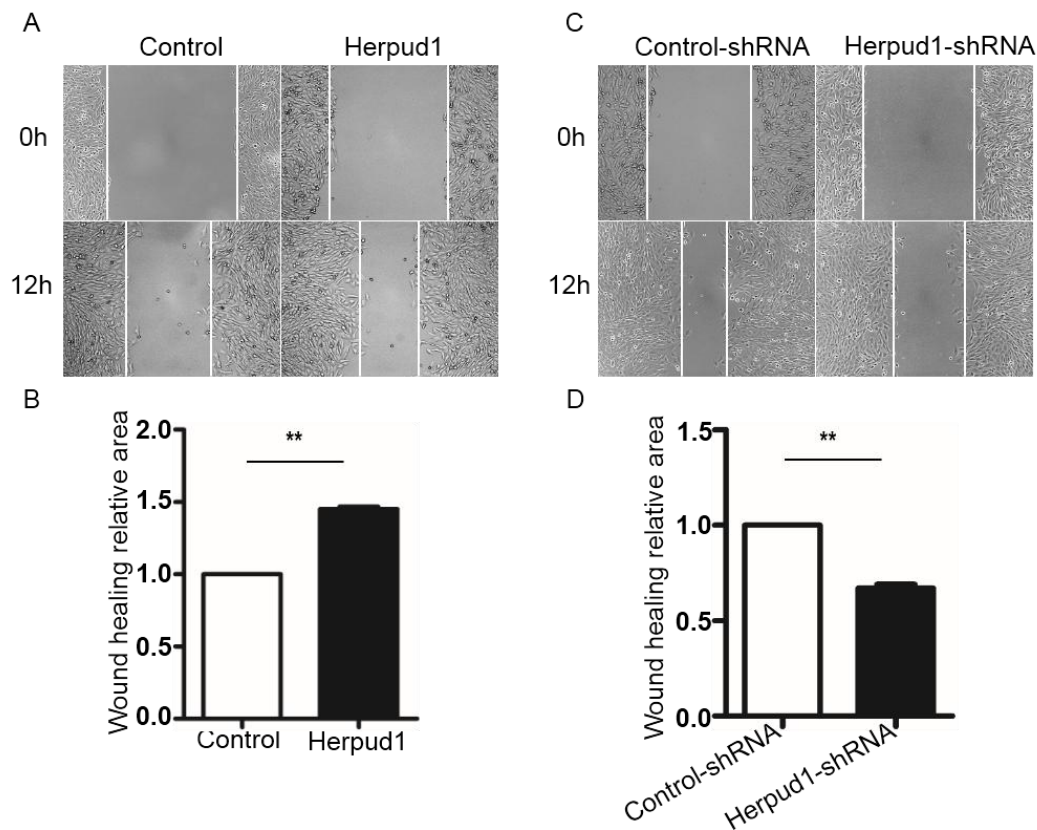 A
Control
Herpud1
0h
12h
C
Control-shRNA
Herpud1-shRNA
0h
12h
B
Wound healing relative area
2.0
1.5
1.0
0.5
0.0
**
Control
Herpud1
D
Wound healing relative area
1.5
1.0
0.5
0.0
**
Control-shRNA
Herpud1-shRNA